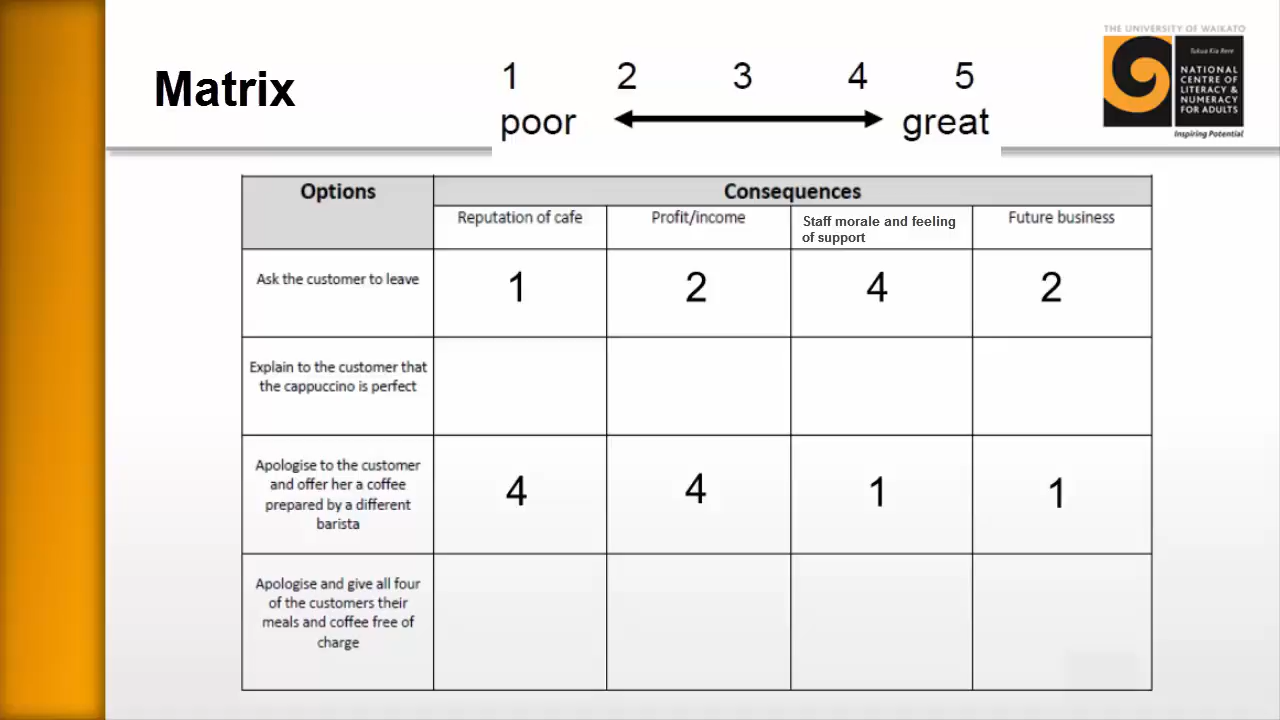 THE UNIVERSITY OF WAIKATO
Tukua Kia Rere
NATIONAL
CENTRE OF
LITERACY &
NUMERACY
FOR ADULTS
Inspiring Potential
Matrix
1 2 3 4 5
poor great
Options Consequences
Reputation of cafe Profit/income Staff morale and feeling Future business
of support
Ask the customer to leave 1 2 4 2
Explain to the customer that
the cappuccino is perfect
Apologise to the customer
and offer her a coffee
prepared by a different
barista
4 4 1 1
Apologise and give all four
of the customers their
meals and coffee free of
charge